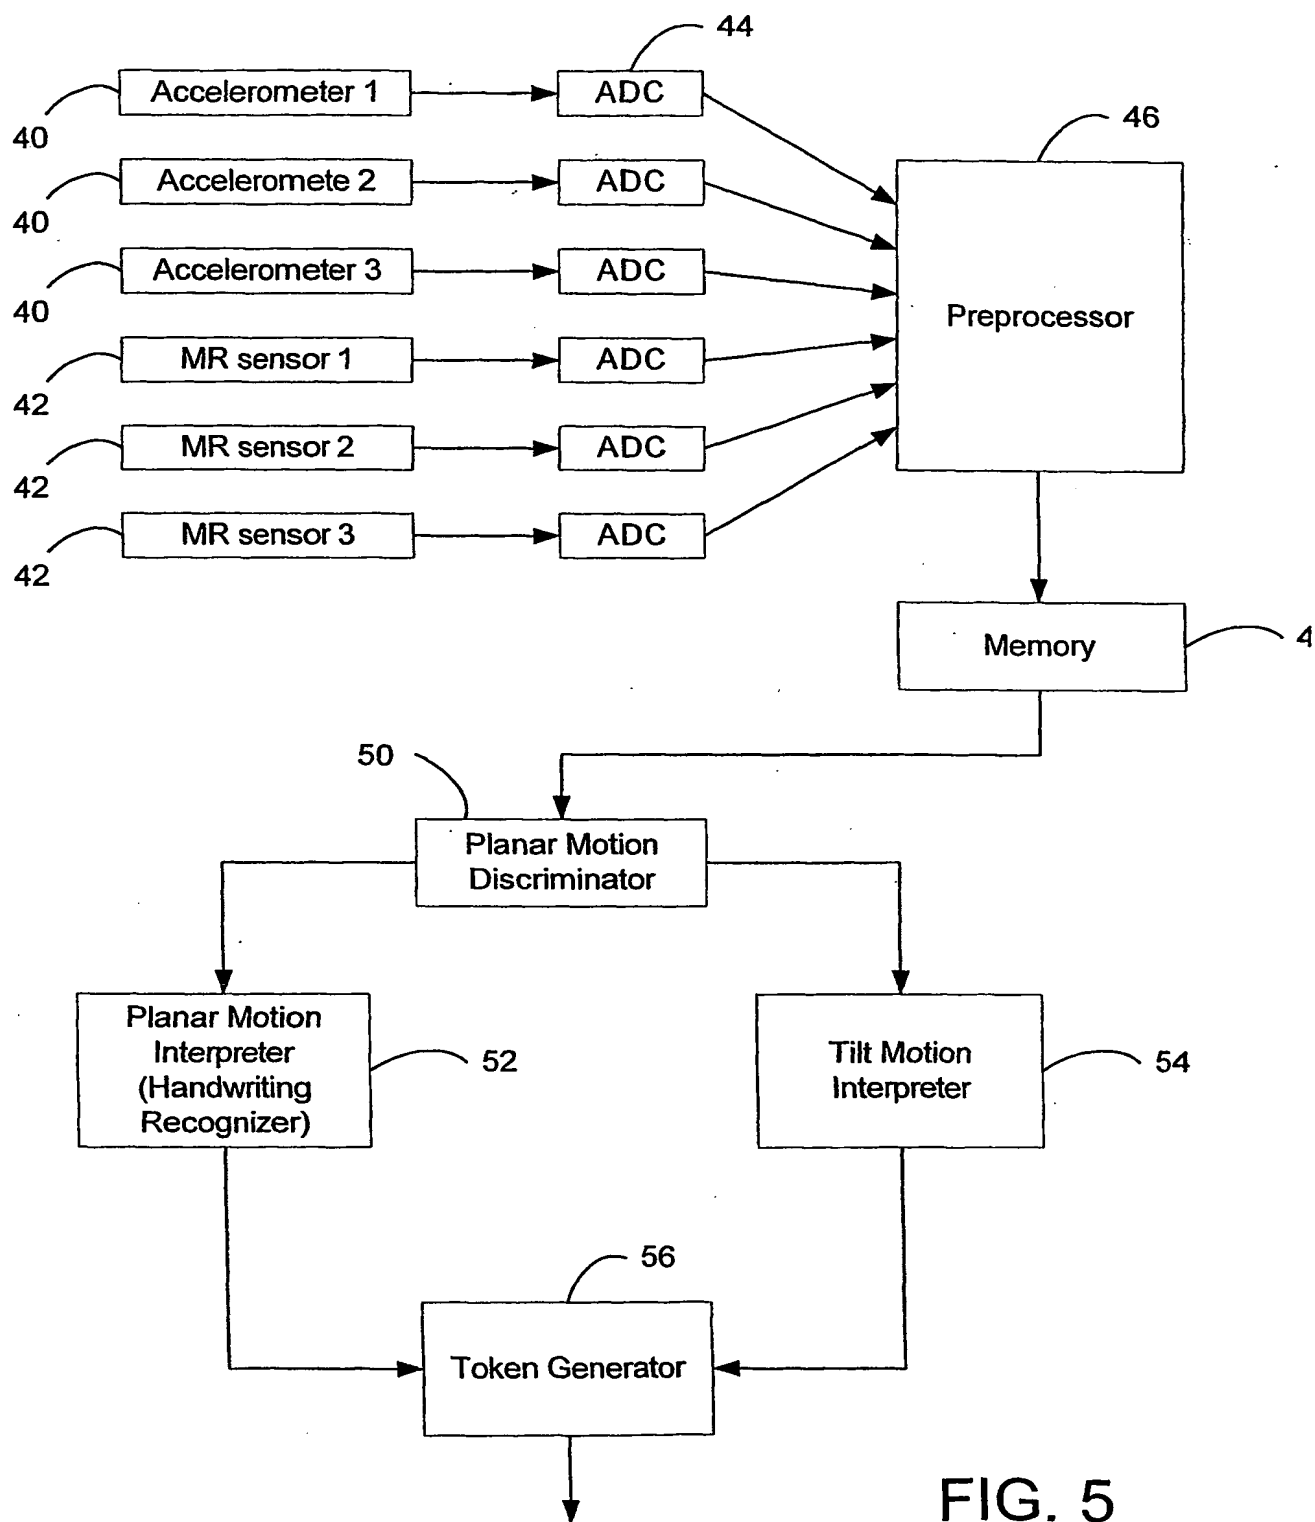 44
Accelerometer 1
ADC
46
40
Acceleromete 2
ADC
40
Accelerometer 3
ADC
40
Preprocessor
MR sensor 1
ADC
42
MR sensor 2
ADC
42
MR sensor 3
ADC
42
Memory
4
50
Planar Motion
Discriminator
Planar Motion
Interpreter
(Handwriting
Recognizer)
52
Tilt Motion
Interpreter
54
56
Token Generator
FIG. 5